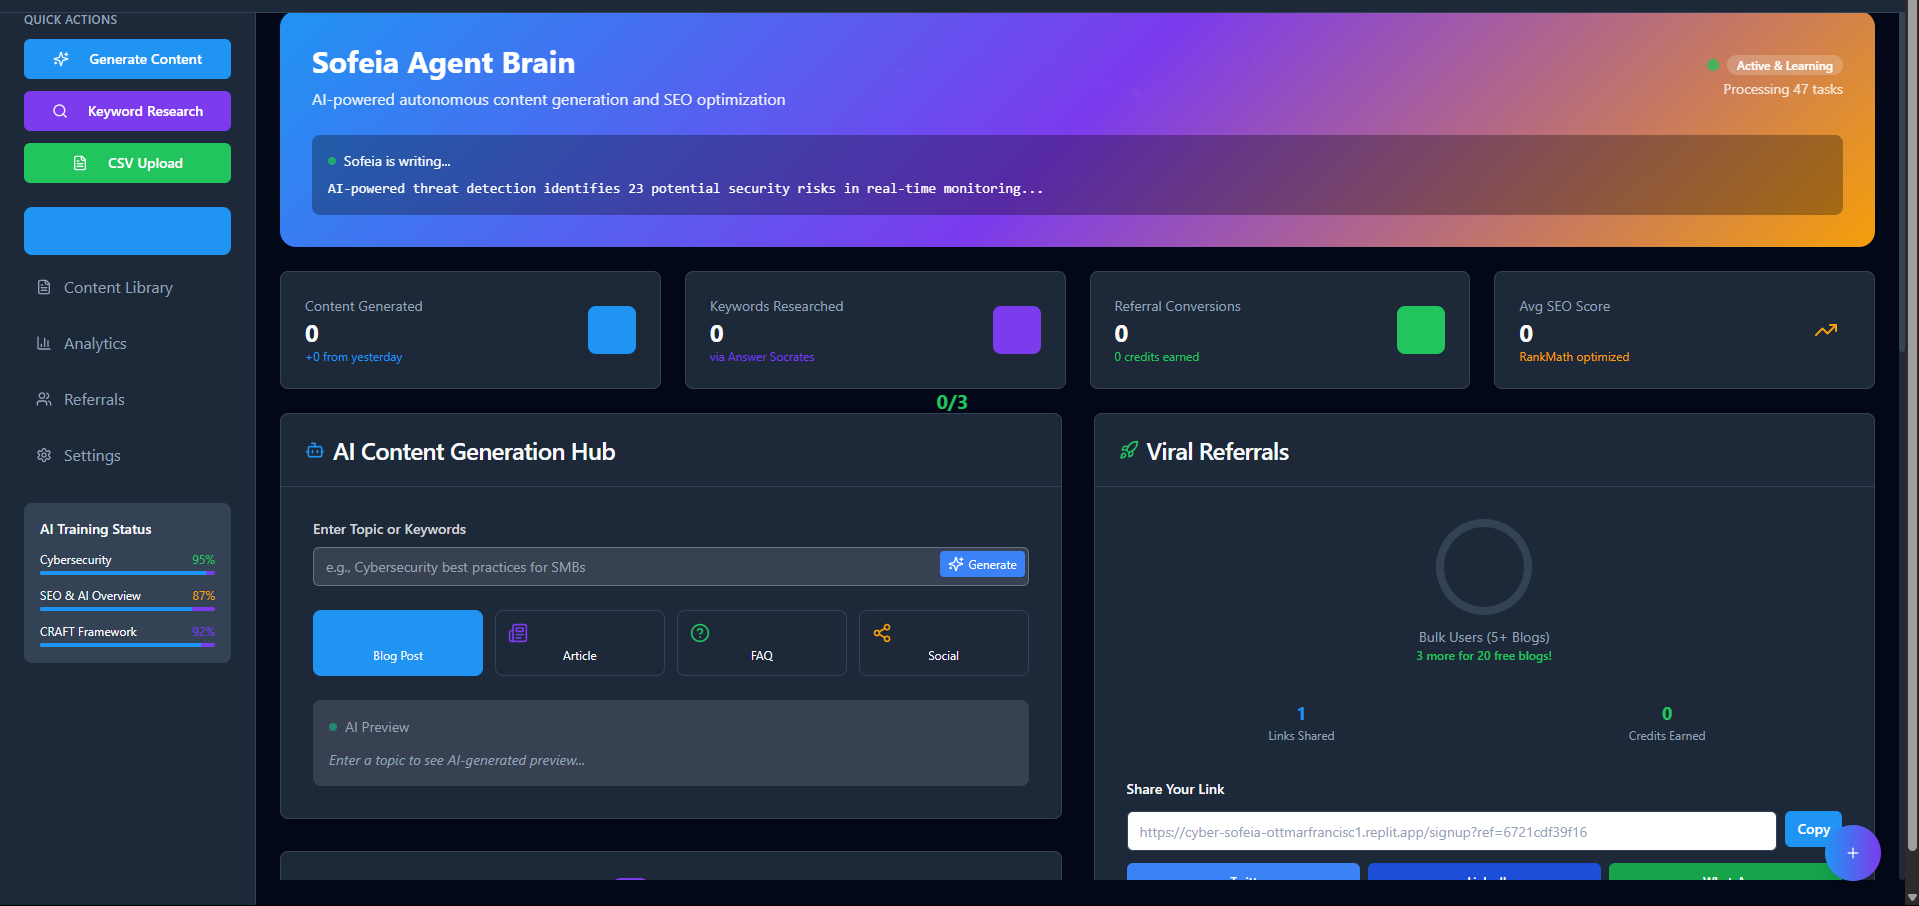 QUICK ACTIONS
Generate Content
Keyword Research
CSV Upload
Content Library
Analytics
Referrals
Settings
AI Training Status
Cybersecurity 95%
SEO & AI Overview 87%
CRAFT Framework 92%
Sofeia Agent Brain
AI-powered autonomous content generation and SEO optimization
Active & Learning
Processing 47 tasks
Sofeia is writing...
AI-powered threat detection identifies 23 potential security risks in real-time monitoring...
Content Generated
0
+0 from yesterday
Keywords Researched
0
via Answer Socrates
Referral Conversions
0
0 credits earned
Avg SEO Score
0
RankMath optimized
0/3
AI Content Generation Hub
Enter Topic or Keywords
e.g., Cybersecurity best practices for SMBs
Generate
Blog Post
Article
FAQ
Social
AI Preview
Enter a topic to see AI-generated preview...
Viral Referrals
Bulk Users (5+ Blogs)
3 more for 20 free blogs!
1
Links Shared
0
Credits Earned
Share Your Link
https://cyber-sofeia-ottmarfrancisc1.replit.app/signup?ref=6721cdf39f16
Copy
+